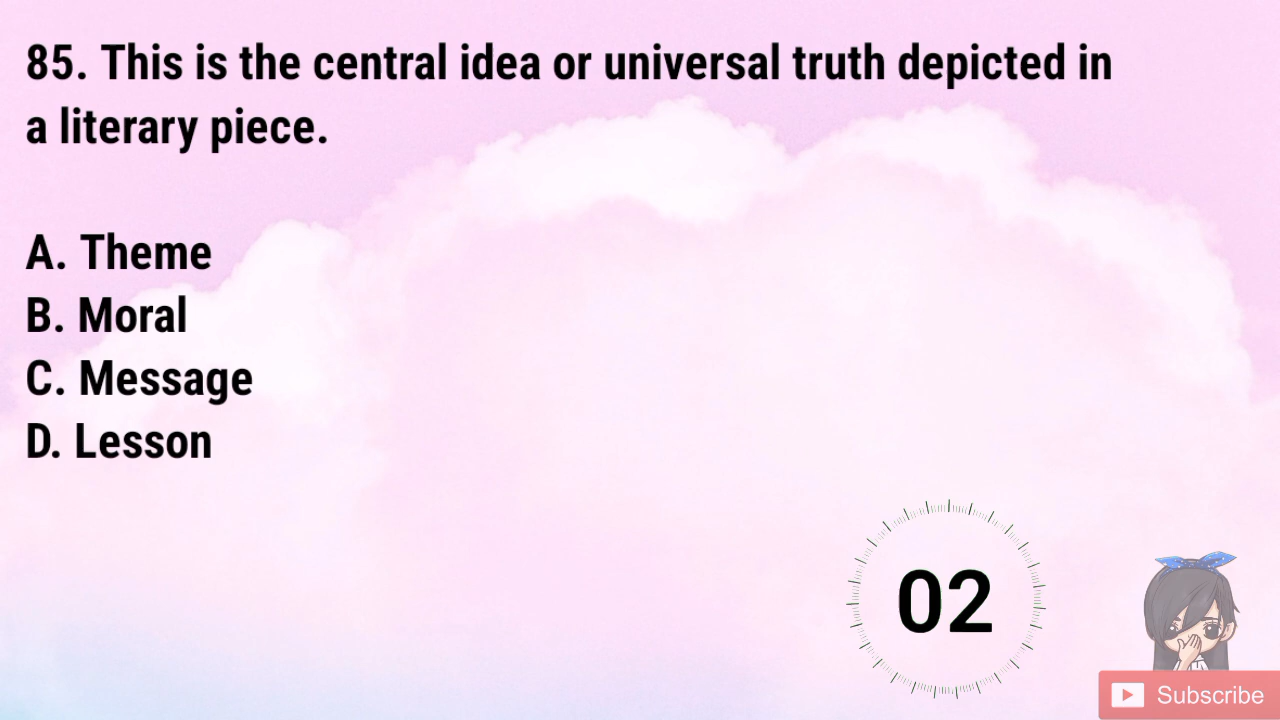 85. This is the central idea or universal truth depicted in
a literary piece.
A. Theme
B. Moral
C. Message
D. Lesson
02
Subscribe